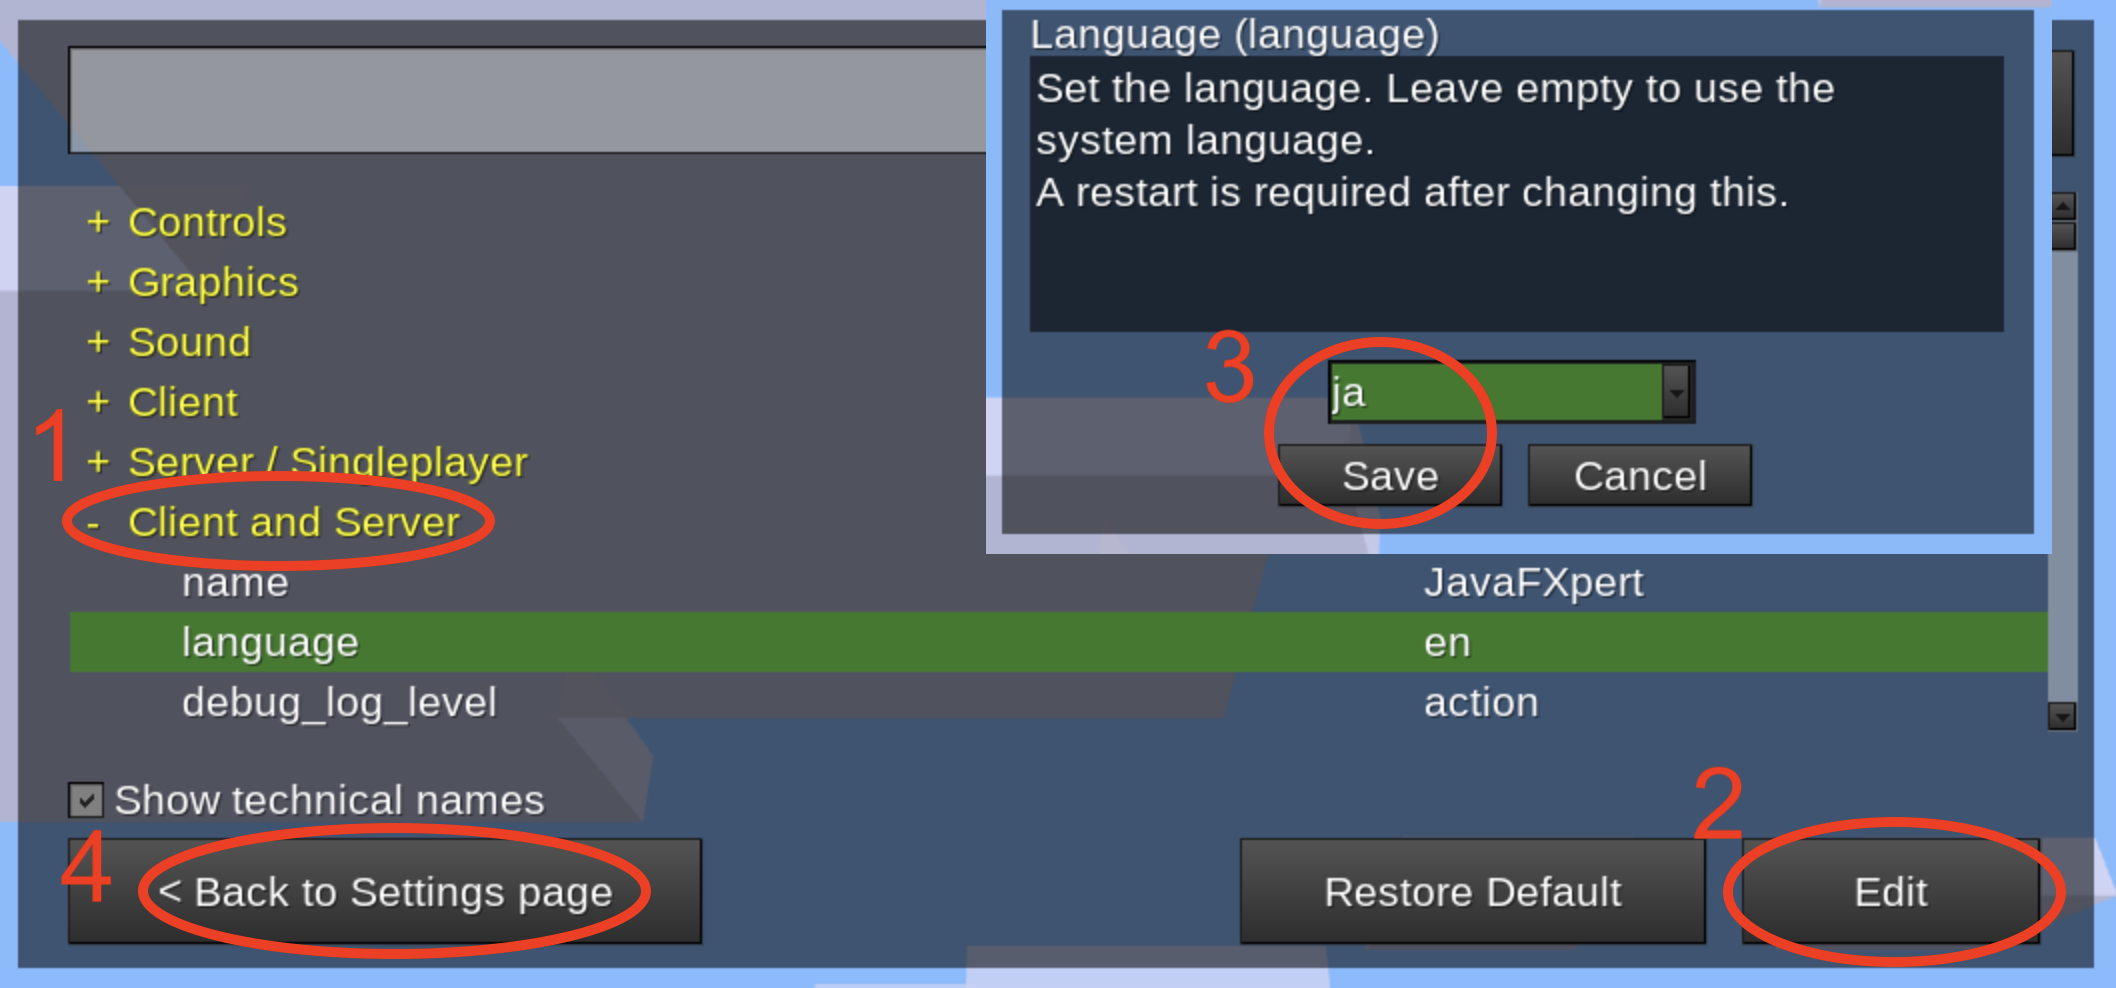 Language (language)
Set the language. Leave empty to use the
system language.
A restart is required after changing this.
3
ja
Save
Cancel
+ Controls
+ Graphics
+ Sound
+ Client
1
+ Server / Singleplayer
- Client and Server
name
JavaFXpert
language
en
debug_log_level
action
Show technical names
4
< Back to Settings page
Restore Default
2
Edit